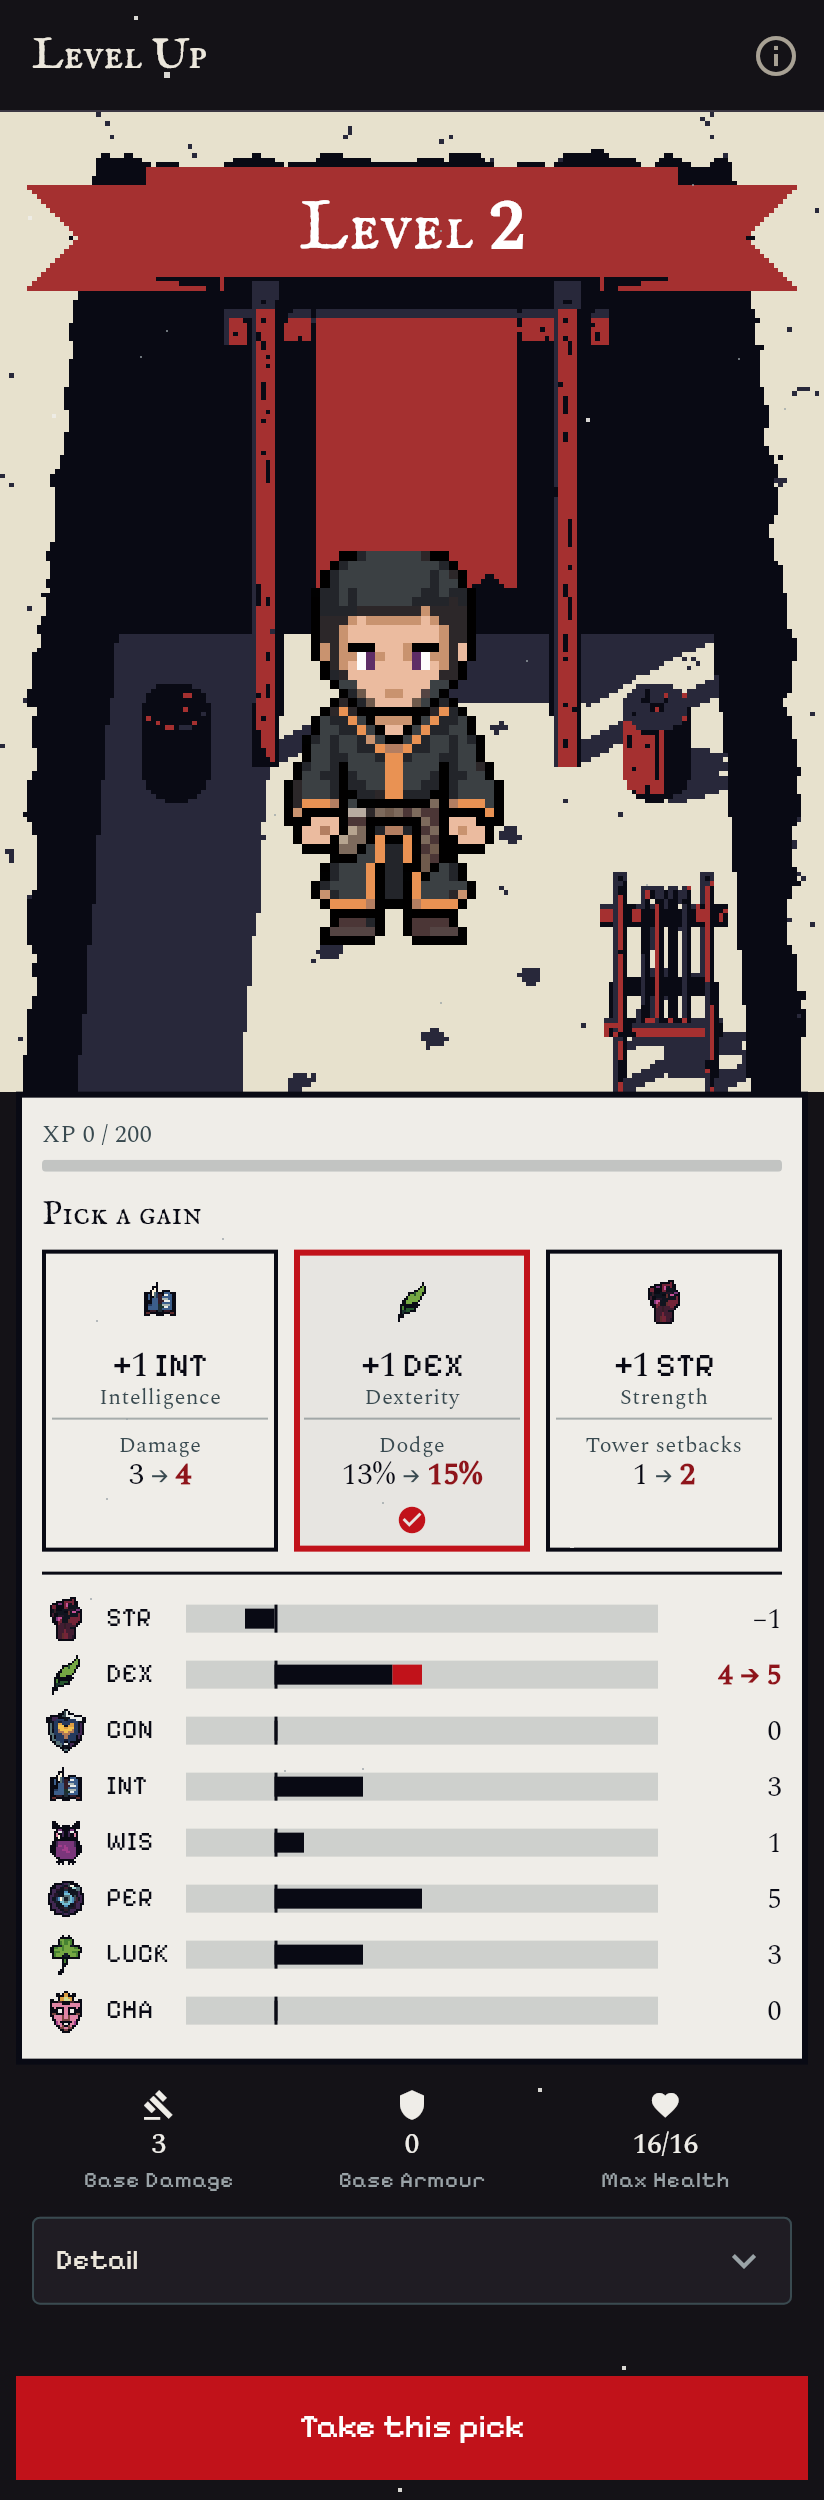 Level Up
Level 2
XP 0 / 200
Pick a gain
+1 INT
Intelligence
Damage
3 → 4
+1 DEX
Dexterity
Dodge
13% → 15%
+1 STR
Strength
Tower setbacks
1 → 2
STR −1
DEX 4 → 5
CON 0
INT 3
WIS 1
PER 5
LUCK 3
CHA 0
3
Base Damage
0
Base Armour
16/16
Max Health
Detail
Take this pick